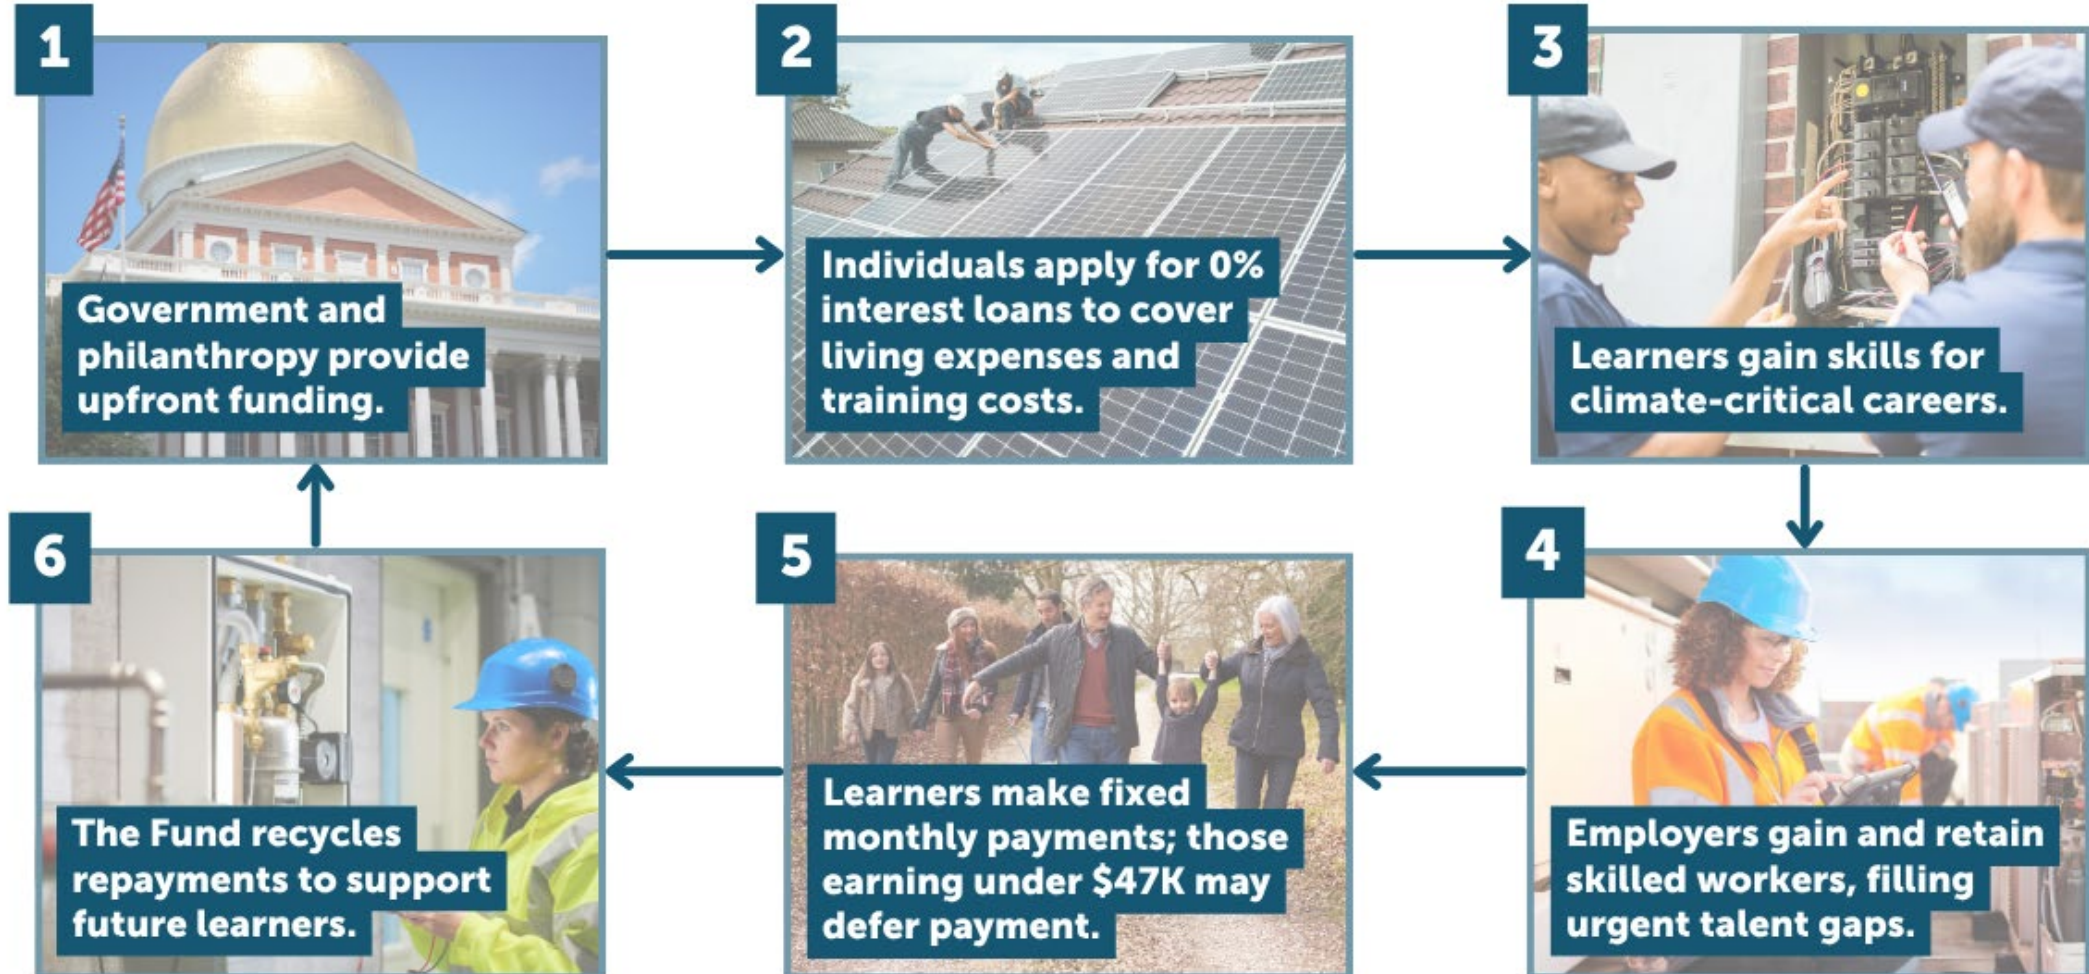 1
Government and
philanthropy provide
upfront funding.
2
Individuals apply for 0%
interest loans to cover
living expenses and
training costs.
3
Learners gain skills for
climate-critical careers.
4
Employers gain and retain
skilled workers, filling
urgent talent gaps.
5
Learners make fixed
monthly payments; those
earning under $47K may
defer payment.
6
The Fund recycles
repayments to support
future learners.